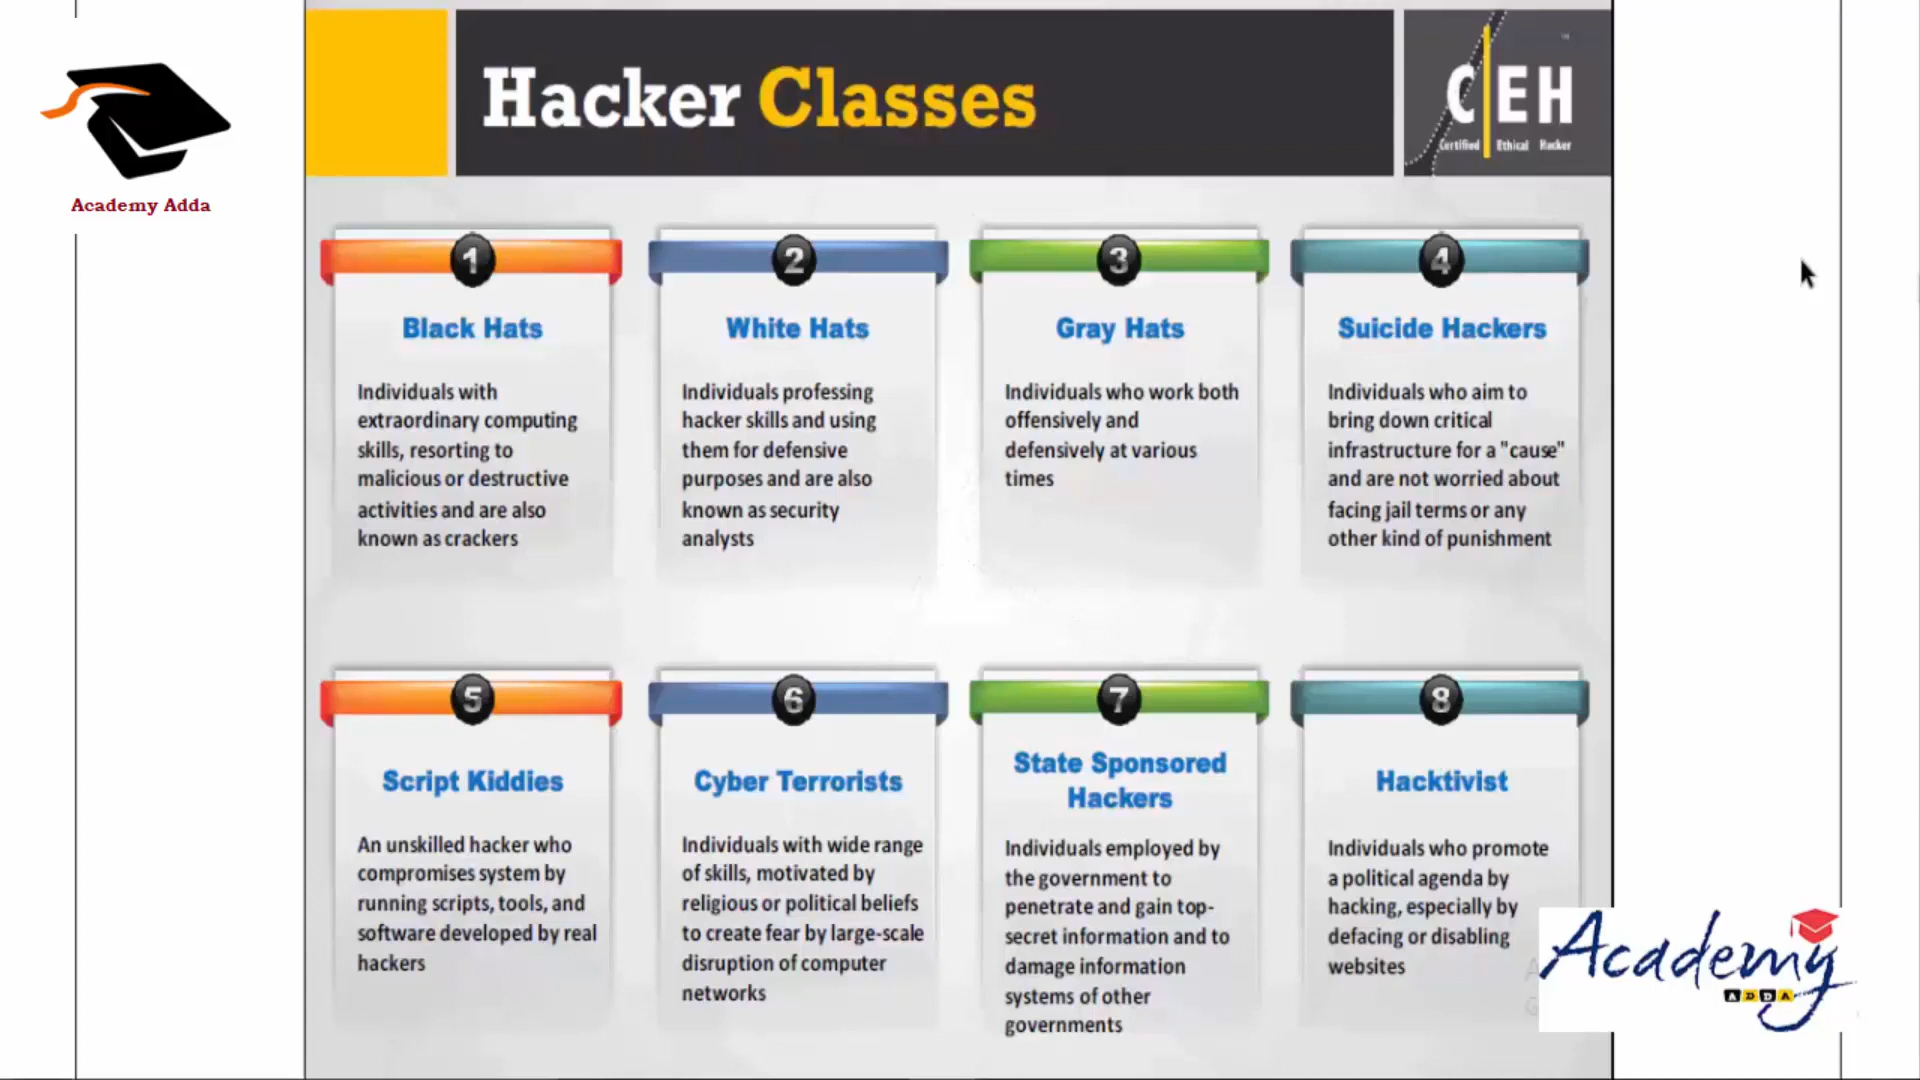 Hacker Classes
C EH
Certified Ethical Hacker
Academy Adda
1
Black Hats
Individuals with
extraordinary computing
skills, resorting to
malicious or destructive
activities and are also
known as crackers
2
White Hats
Individuals professing
hacker skills and using
them for defensive
purposes and are also
known as security
analysts
3
Gray Hats
Individuals who work both
offensively and
defensively at various
times
4
Suicide Hackers
Individuals who aim to
bring down critical
infrastructure for a "cause"
and are not worried about
facing jail terms or any
other kind of punishment
5
Script Kiddies
An unskilled hacker who
compromises system by
running scripts, tools, and
software developed by real
hackers
6
Cyber Terrorists
Individuals with wide range
of skills, motivated by
religious or political beliefs
to create fear by large-scale
disruption of computer
networks
7
State Sponsored
Hackers
Individuals employed by
the government to
penetrate and gain top-
secret information and to
damage information
systems of other
governments
8
Hacktivist
Individuals who promote
a political agenda by
hacking, especially by
defacing or disabling
websites
Academy
ADDA